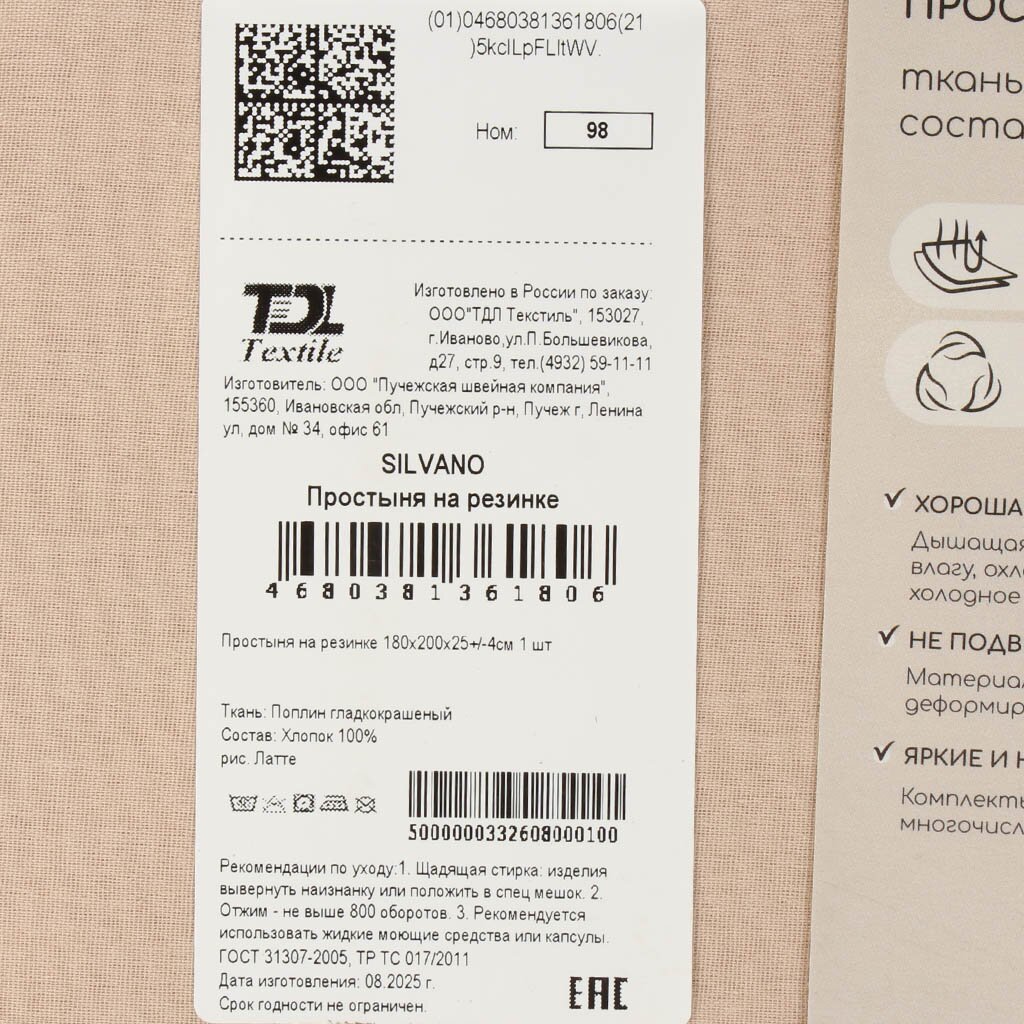 (01)04680381361806(21
)5kcILpFLItWV.
Ном: 98
TDL
Textile
Изготовлено в России по заказу:
ООО"ТДЛ Текстиль", 153027,
г.Иваново,ул.П.Большевикова,
д27, стр.9, тел.(4932) 59-11-11
Изготовитель: ООО "Пучежская швейная компания",
155360, Ивановская обл, Пучежский р-н, Пучеж г, Ленина
ул, дом № 34, офис 61
SILVANO
Простыня на резинке
4680381361806
Простыня на резинке 180х200х25+/-4см 1 шт
Ткань: Поплин гладкокрашеный
Состав: Хлопок 100%
рис. Латте
5000000332608000100
Рекомендации по уходу:1. Щадящая стирка: изделия
вывернуть наизнанку или положить в спец мешок. 2.
Отжим - не выше 800 оборотов. 3. Рекомендуется
использовать жидкие моющие средства или капсулы.
ГОСТ 31307-2005, ТР ТС 017/2011
Дата изготовления: 08.2025 г.
Срок годности не ограничен.
EAC
ПРОС
ткань
соста
ХОРОША
Дышащая
влагу, охл
холодное
НЕ ПОДВ
Материал
деформир
ЯРКИЕ И Н
Комплекты
многочисл